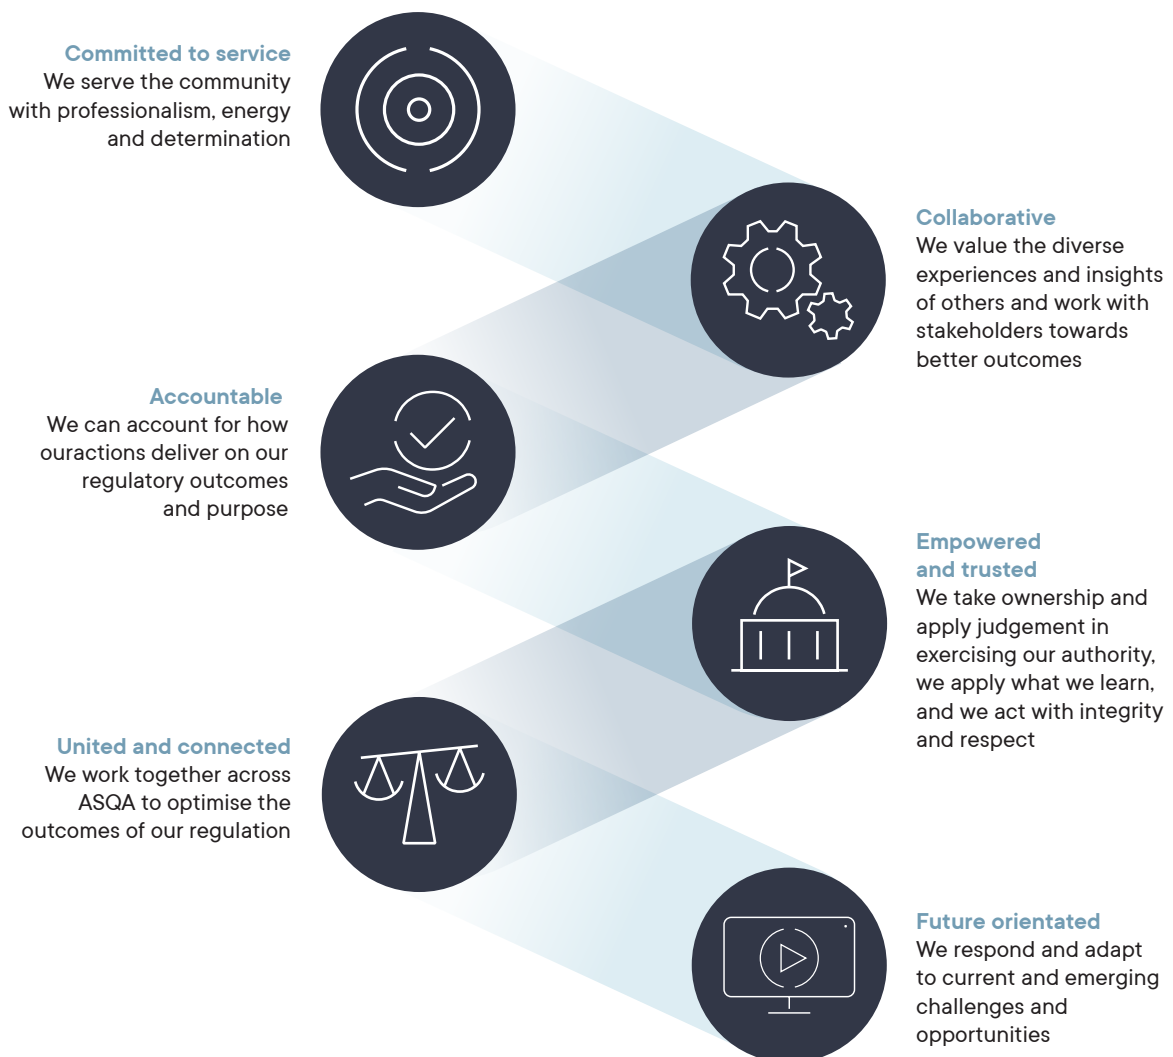 Committed to service
We serve the community
with professionalism, energy
and determination
Collaborative
We value the diverse
experiences and insights
of others and work with
stakeholders towards
better outcomes
Accountable
We can account for how
ouractions deliver on our
regulatory outcomes
and purpose
Empowered
and trusted
We take ownership and
apply judgement in
exercising our authority,
we apply what we learn,
and we act with integrity
and respect
United and connected
We work together across
ASQA to optimise the
outcomes of our regulation
Future orientated
We respond and adapt
to current and emerging
challenges and
opportunities